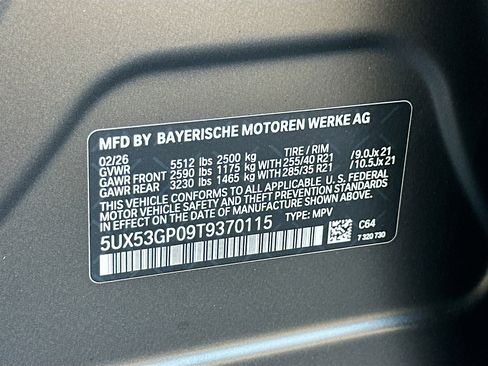 MFD BY BAYERISCHE MOTOREN WERKE AG
02/26 TIRE / RIM
GVWR 5512 lbs 2500 kg
GAWR FRONT 2590 lbs 1175 kg WITH 255/40 R21 /9.0Jx21
GAWR REAR 3230 lbs 1465 kg WITH 285/35 R21 /10.5Jx21
THIS VEHICLE CONFORMS TO ALL APPLICABLE U. S. FEDERAL
MOTOR VEHICLE SAFETY AND THEFT PREVENTION STANDARDS
IN EFFECT ON THE DATE OF MANUFACTURE SHOWN ABOVE.
5UX53GP09T9370115 TYPE: MPV
C64
7 320 730